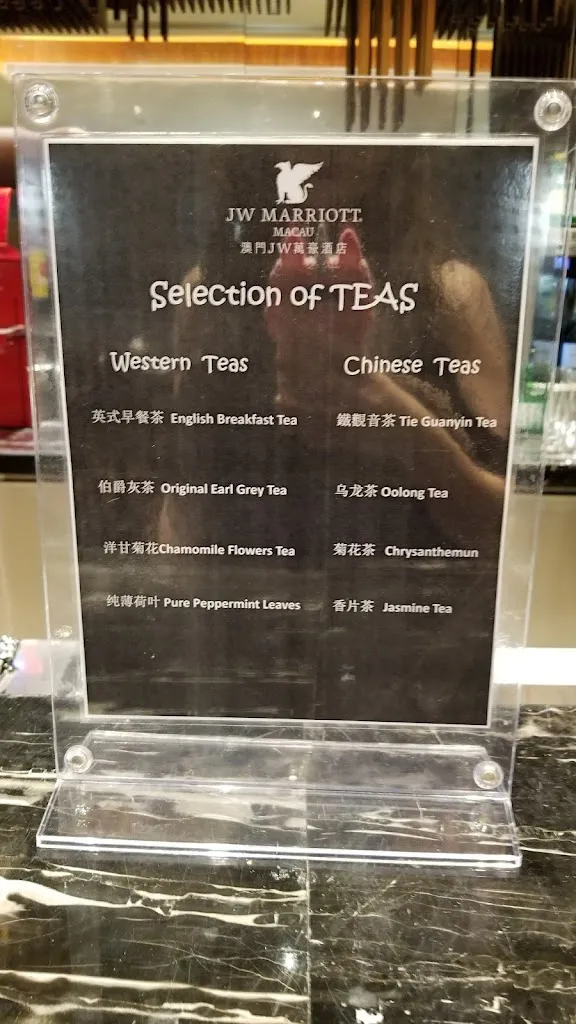 JW MARRIOTT
MACAU
澳門JW萬豪酒店
Selection of TEAS
Western Teas
英式早餐茶 English Breakfast Tea
伯爵灰茶 Original Earl Grey Tea
洋甘菊花Chamomile Flowers Tea
纯薄荷叶 Pure Peppermint Leaves
Chinese Teas
鐵觀音茶 Tie Guanyin Tea
乌龙茶 Oolong Tea
菊花茶 Chrysanthemun
香片茶 Jasmine Tea